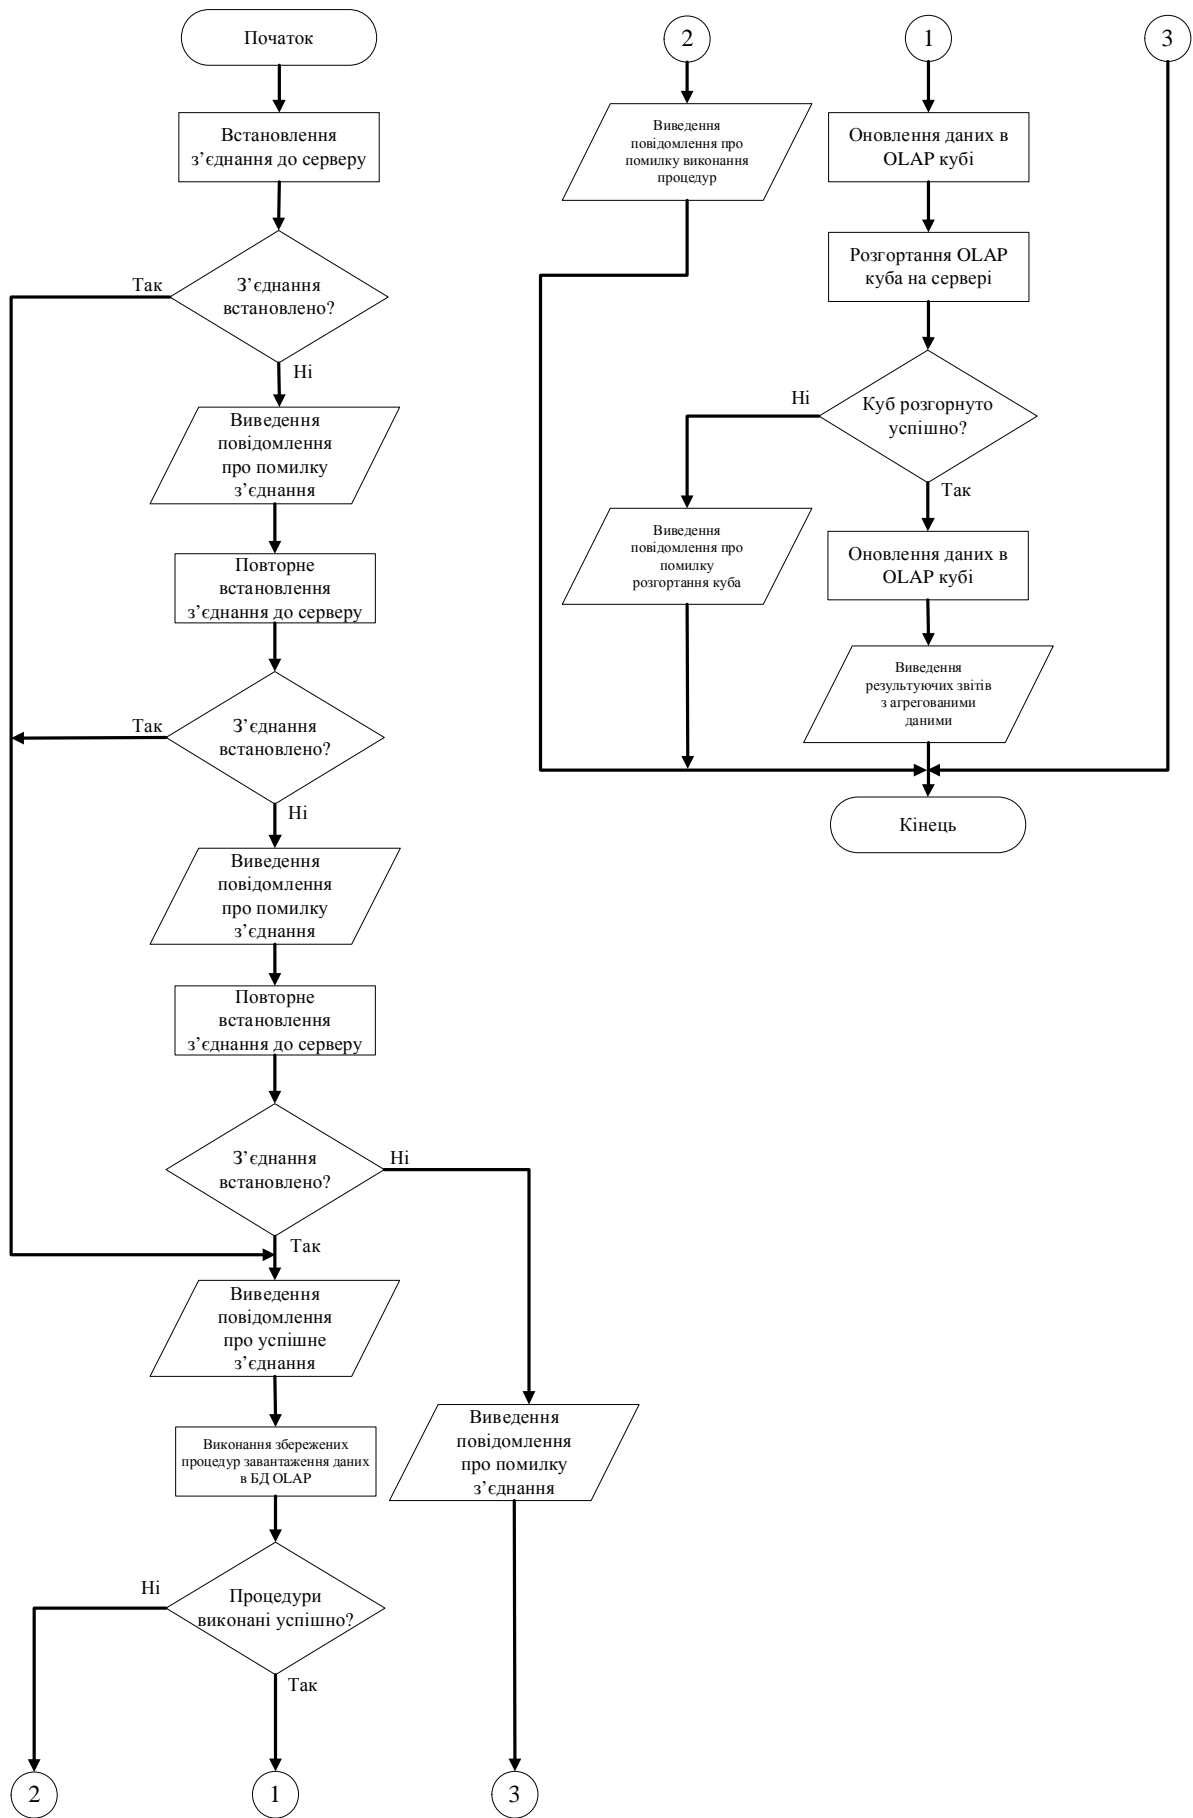 Початок
Встановлення
з’єднання до серверу
З’єднання
встановлено?
Так
Ні
Виведення
повідомлення
про помилку
з’єднання
Повторне
встановлення
з’єднання до серверу
З’єднання
встановлено?
Так
Ні
Виведення
повідомлення
про помилку
з’єднання
Повторне
встановлення
з’єднання до серверу
З’єднання
встановлено?
Ні
Так
Виведення
повідомлення
про успішне
з’єднання
Виконання збережених
процедур завантаження даних
в БД OLAP
Виведення
повідомлення
про помилку
з’єднання
Процедури
виконані успішно?
Ні
Так
2
1
3
2
Виведення
повідомлення про
помилку виконання
процедур
1
Оновлення даних в
OLAP кубі
Розгортання OLAP
куба на сервері
Куб розгорнуто
успішно?
Ні
Так
Виведення
повідомлення про
помилку
розгортання куба
Оновлення даних в
OLAP кубі
Виведення
результуючих звітів
з агрегованими
даними
3
Кінець